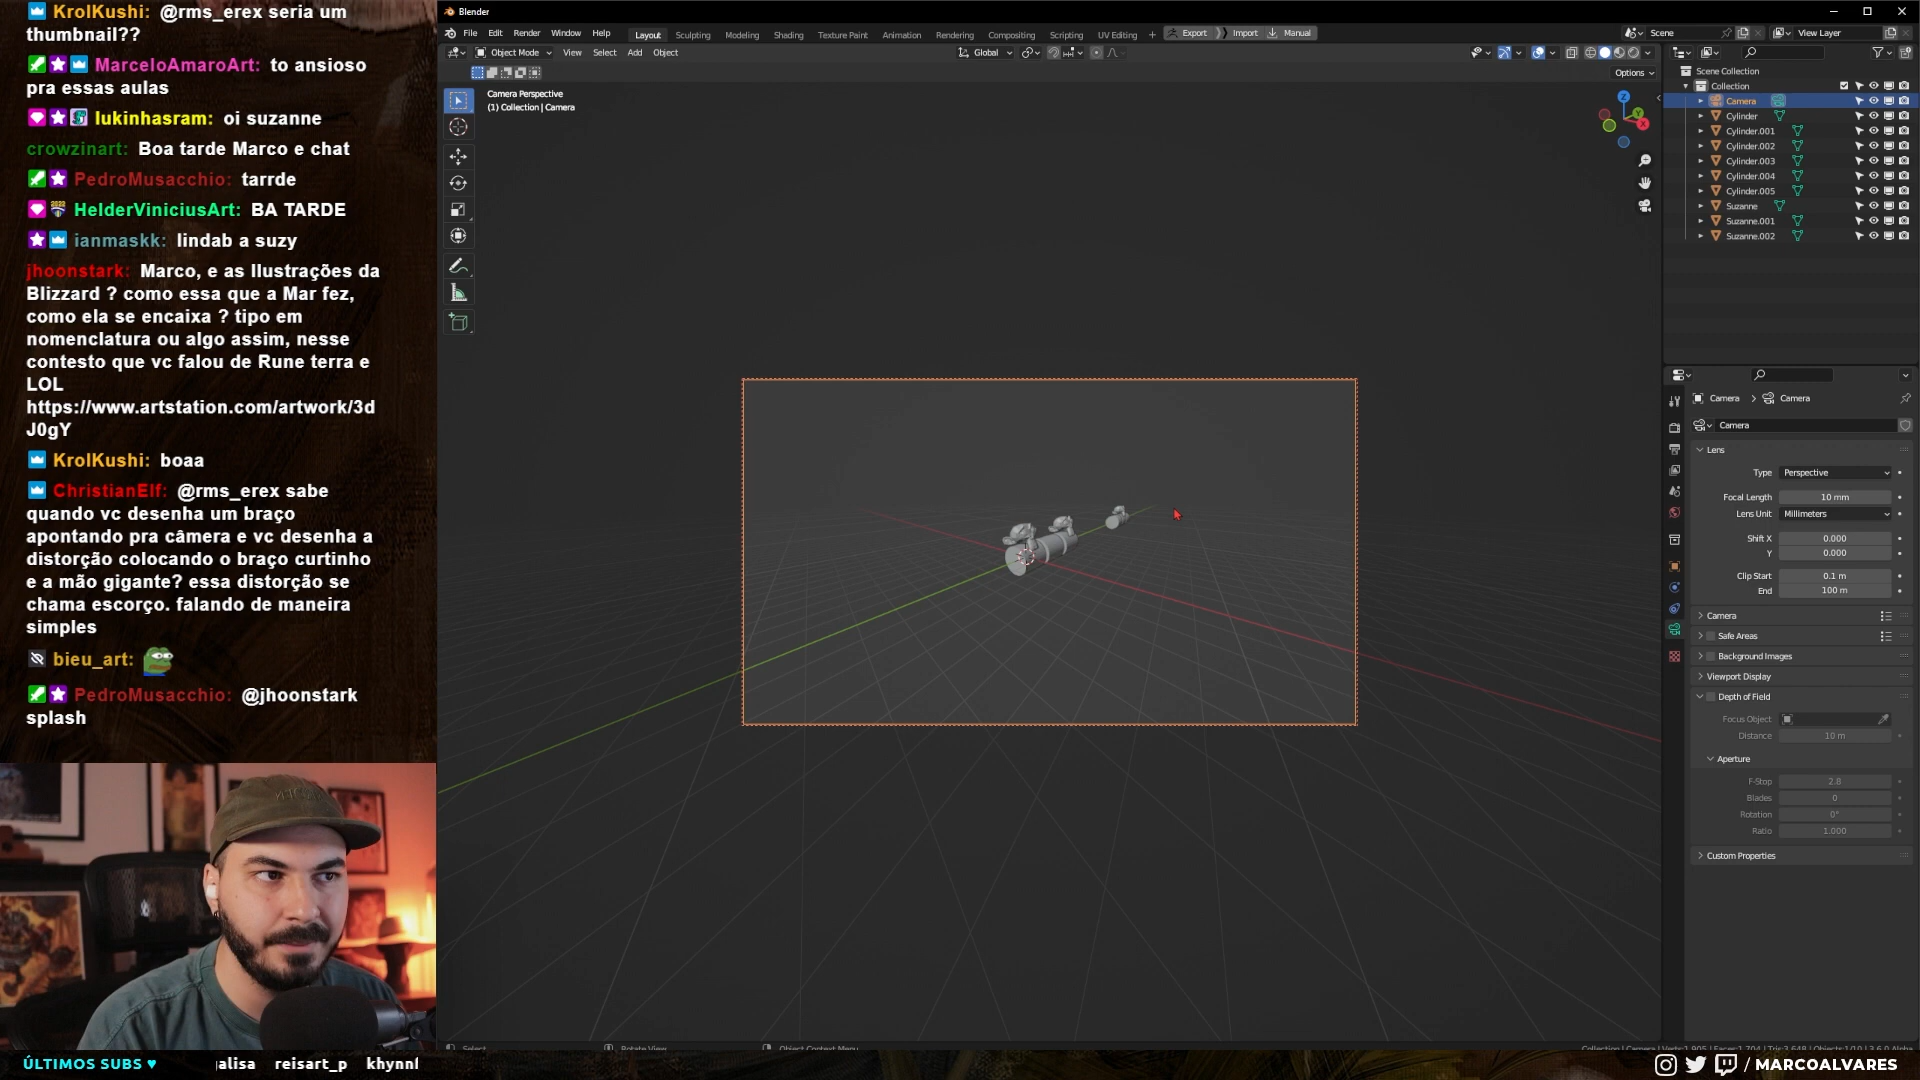 KrolKushi: @rms_erex seria um
thumbnail??
MarceloAmaroArt: to ansioso
pra essas aulas
lukinhasram: oi suzanne
crowzinart: Boa tarde Marco e chat
PedroMusacchio: tarrde
HelderViniciusArt: BA TARDE
ianmaskk: lindab a suzy
jhoonstark: Marco, e as Ilustrações da
Blizzard ? como essa que a Mar fez,
como ela se encaixa ? tipo em
nomenclatura ou algo assim, nesse
contesto que vc falou de Rune terra e
LOL
https://www.artstation.com/artwork/3d
J0gY
KrolKushi: boaa
ChristianElf: @rms_erex sabe
quando vc desenha um braço
apontando pra câmera e vc desenha a
distorção colocando o braço curtinho
e a mão gigante? essa distorção se
chama escorço. falando de maneira
simples
bieu_art:
PedroMusacchio: @jhoonstark
splash
ÚLTIMOS SUBS ♥ alisa reisart_p khynn
Blender
File Edit Render Window Help Layout Sculpting Modeling Shading Texture Paint Animation Rendering Compositing Scripting UV Editing + Export Import Manual Scene View Layer
Object Mode View Select Add Object Global
Options
Camera Perspective
(1) Collection | Camera
X
Y
Z
Scene Collection
Collection
Camera
Cylinder
Cylinder.001
Cylinder.002
Cylinder.003
Cylinder.004
Cylinder.005
Suzanne
Suzanne.001
Suzanne.002
Camera > Camera
Camera
Lens
Type Perspective
Focal Length 10 mm
Lens Unit Millimeters
Shift X 0.000
Y 0.000
Clip Start 0.1 m
End 100 m
Camera
Safe Areas
Background Images
Viewport Display
Depth of Field
Focus Object
Distance 10 m
Aperture
F-Stop 2.8
Blades 0
Rotation 0°
Ratio 1.000
Custom Properties
Select Rotate View Object Context Menu
/ MARCOALVARES